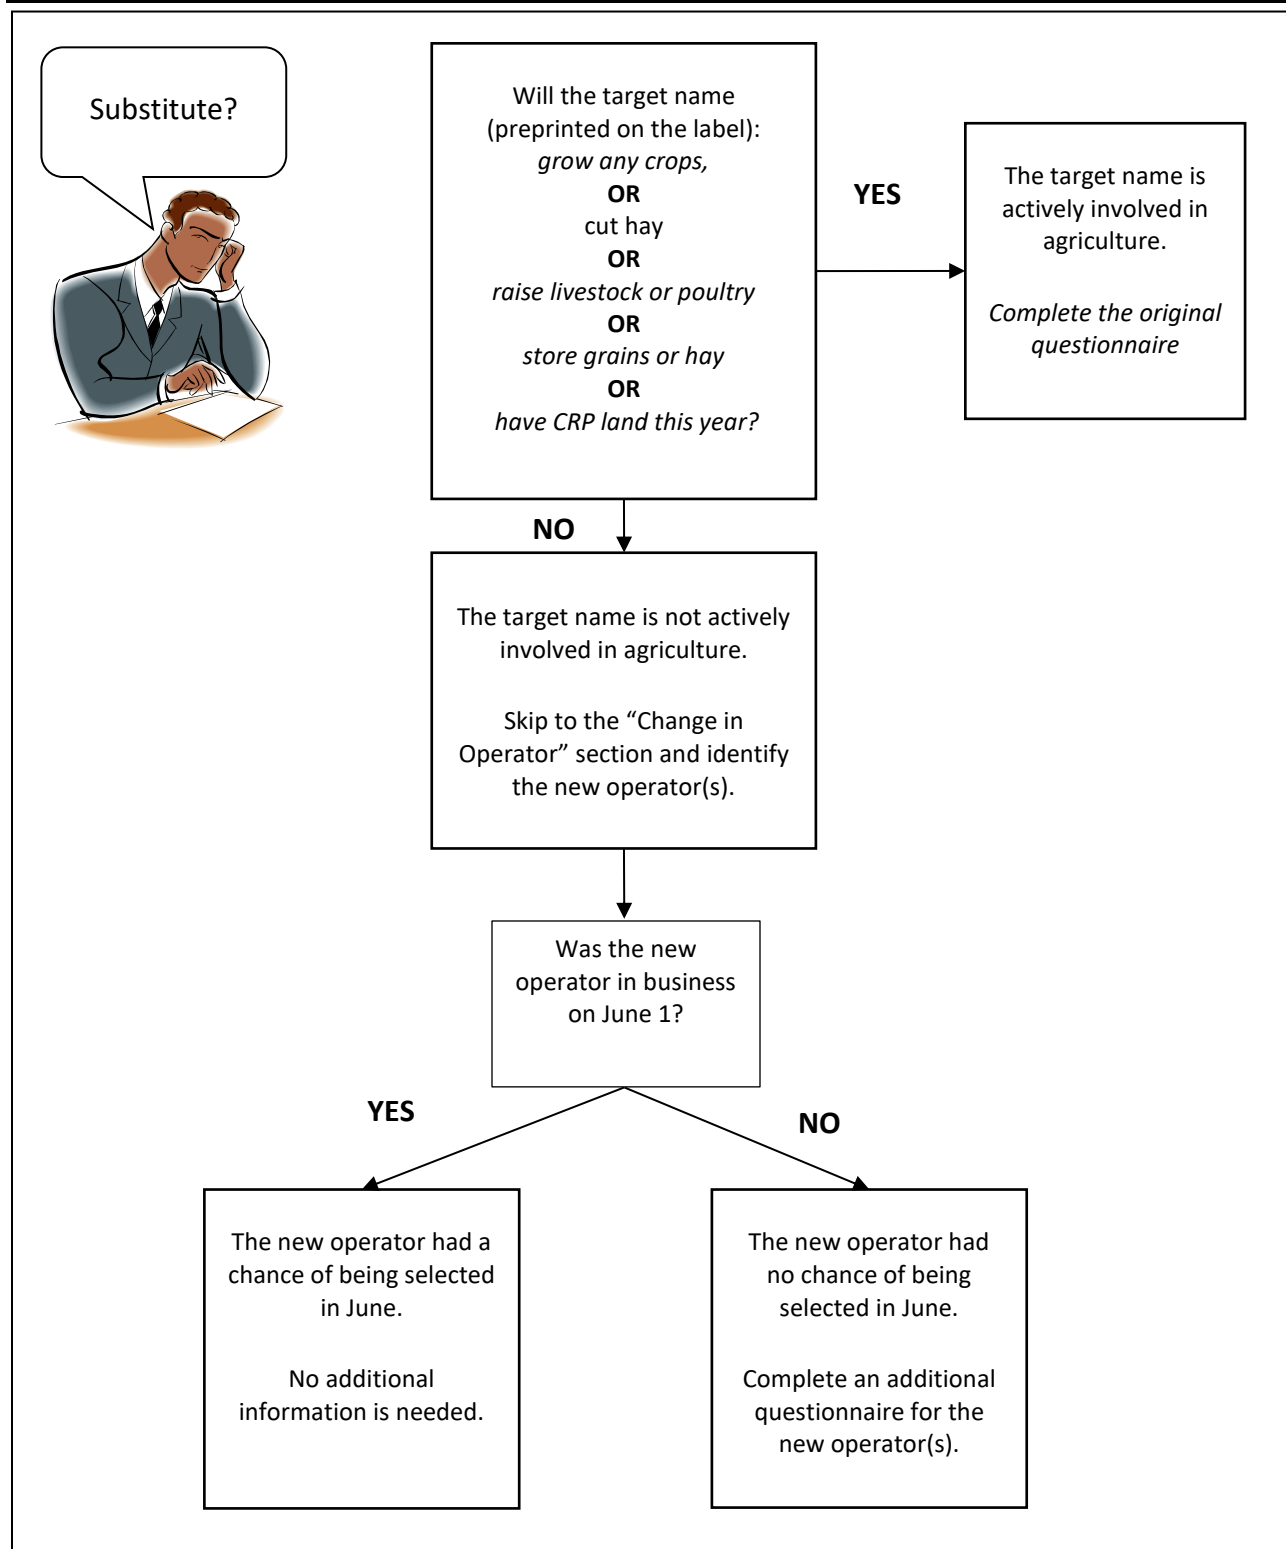 Substitute?
Will the target name
(preprinted on the label):
grow any crops,
OR
cut hay
OR
raise livestock or poultry
OR
store grains or hay
OR
have CRP land this year?
YES
The target name is
actively involved in
agriculture.
Complete the original
questionnaire
NO
The target name is not actively
involved in agriculture.
Skip to the “Change in
Operator” section and identify
the new operator(s).
Was the new
operator in business
on June 1?
YES
NO
The new operator had a
chance of being selected
in June.
No additional
information is needed.
The new operator had
no chance of being
selected in June.
Complete an additional
questionnaire for the
new operator(s).